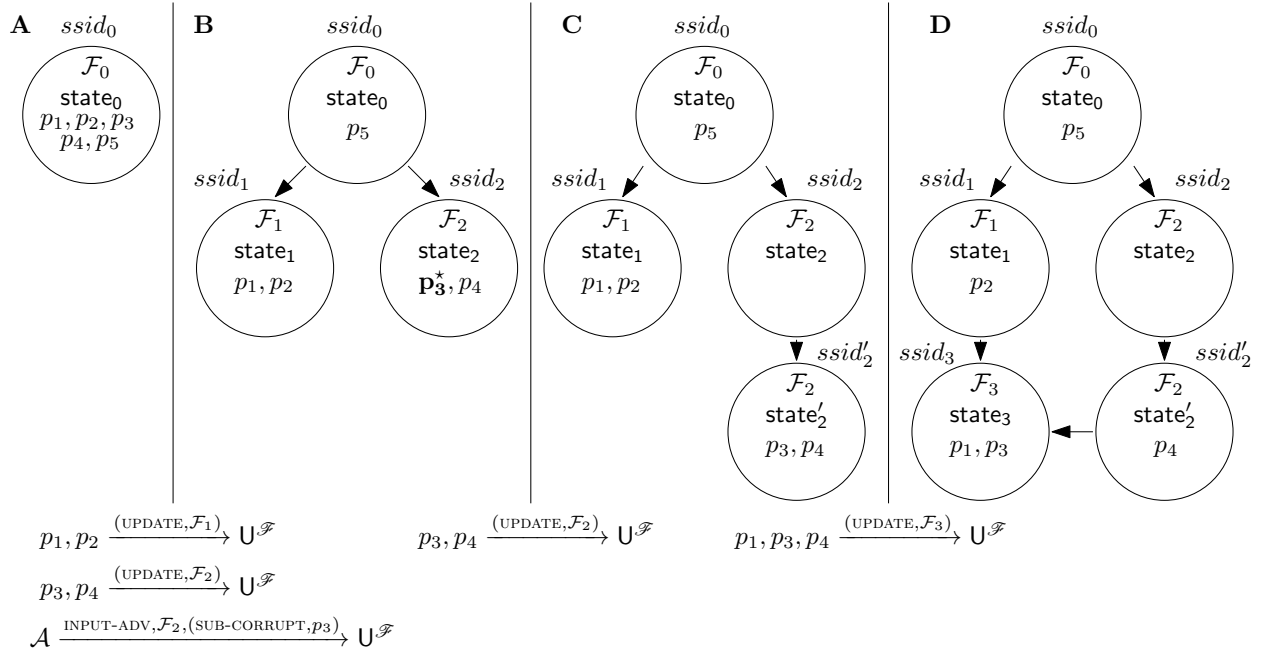 A
ssid₀
ℱ₀
state₀
p₁, p₂, p₃
p₄, p₅
B
ssid₀
ℱ₀
state₀
p₅
ssid₁
ℱ₁
state₁
p₁, p₂
ssid₂
ℱ₂
state₂
p₃*, p₄
C
ssid₀
ℱ₀
state₀
p₅
ssid₁
ℱ₁
state₁
p₁, p₂
ssid₂
ℱ₂
state₂
ssid′₂
ℱ₂
state′₂
p₃, p₄
D
ssid₀
ℱ₀
state₀
p₅
ssid₁
ℱ₁
state₁
p₂
ssid₂
ℱ₂
state₂
ssid₃
ℱ₃
state₃
p₁, p₃
ssid′₂
ℱ₂
state′₂
p₄
p₁, p₂ —(UPDATE,ℱ₁)→ U^ℱ
p₃, p₄ —(UPDATE,ℱ₂)→ U^ℱ
𝒜 —INPUT-ADV,ℱ₂,(SUB-CORRUPT,p₃)→ U^ℱ
p₃, p₄ —(UPDATE,ℱ₂)→ U^ℱ
p₁, p₃, p₄ —(UPDATE,ℱ₃)→ U^ℱ